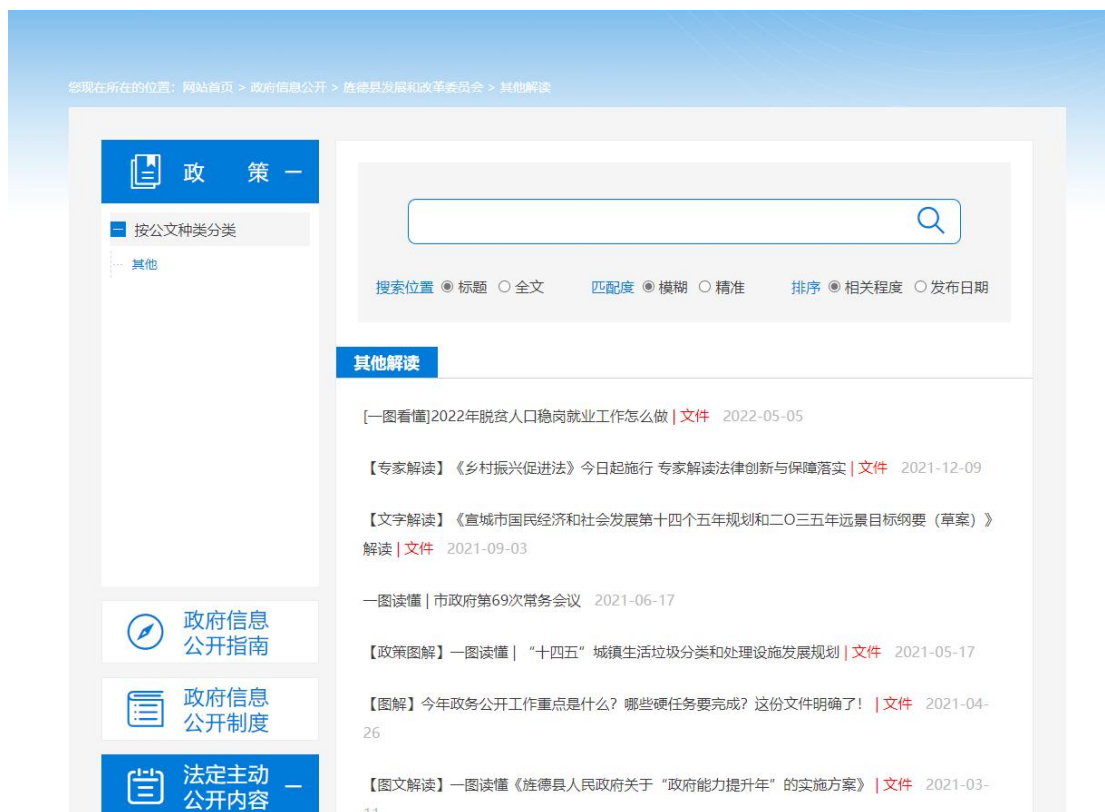 您现在所在的位置：网站首页 > 政府信息公开 > 旌德县发展和改革委员会 > 其他解读
政 策
按公文种类分类
其他
搜索位置 标题 全文 匹配度 模糊 精准 排序 相关程度 发布日期
其他解读
[一图看懂]2022年脱贫人口稳岗就业工作怎么做 | 文件 2022-05-05
【专家解读】《乡村振兴促进法》今日起施行 专家解读法律创新与保障落实 | 文件 2021-12-09
【文字解读】《宣城市国民经济和社会发展第十四个五年规划和二O三五年远景目标纲要（草案）》
解读 | 文件 2021-09-03
一图读懂 | 市政府第69次常务会议 2021-06-17
【政策图解】一图读懂 | “十四五”城镇生活垃圾分类和处理设施发展规划 | 文件 2021-05-17
【图解】今年政务公开工作重点是什么？哪些硬任务要完成？这份文件明确了！ | 文件 2021-04-
26
【图文解读】一图读懂《旌德县人民政府关于“政府能力提升年”的实施方案》 | 文件 2021-03-
政府信息
公开指南
政府信息
公开制度
法定主动
公开内容